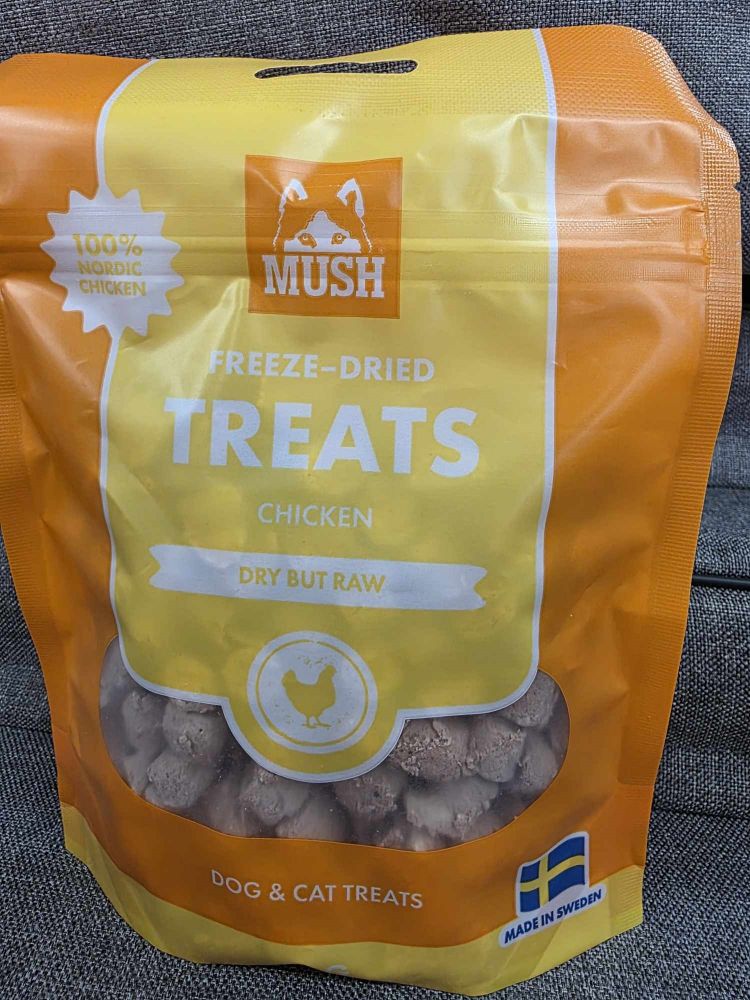 MUSH
100%
NORDIC
CHICKEN
FREEZE-DRIED
TREATS
CHICKEN
DRY BUT RAW
DOG & CAT TREATS
MADE IN SWEDEN